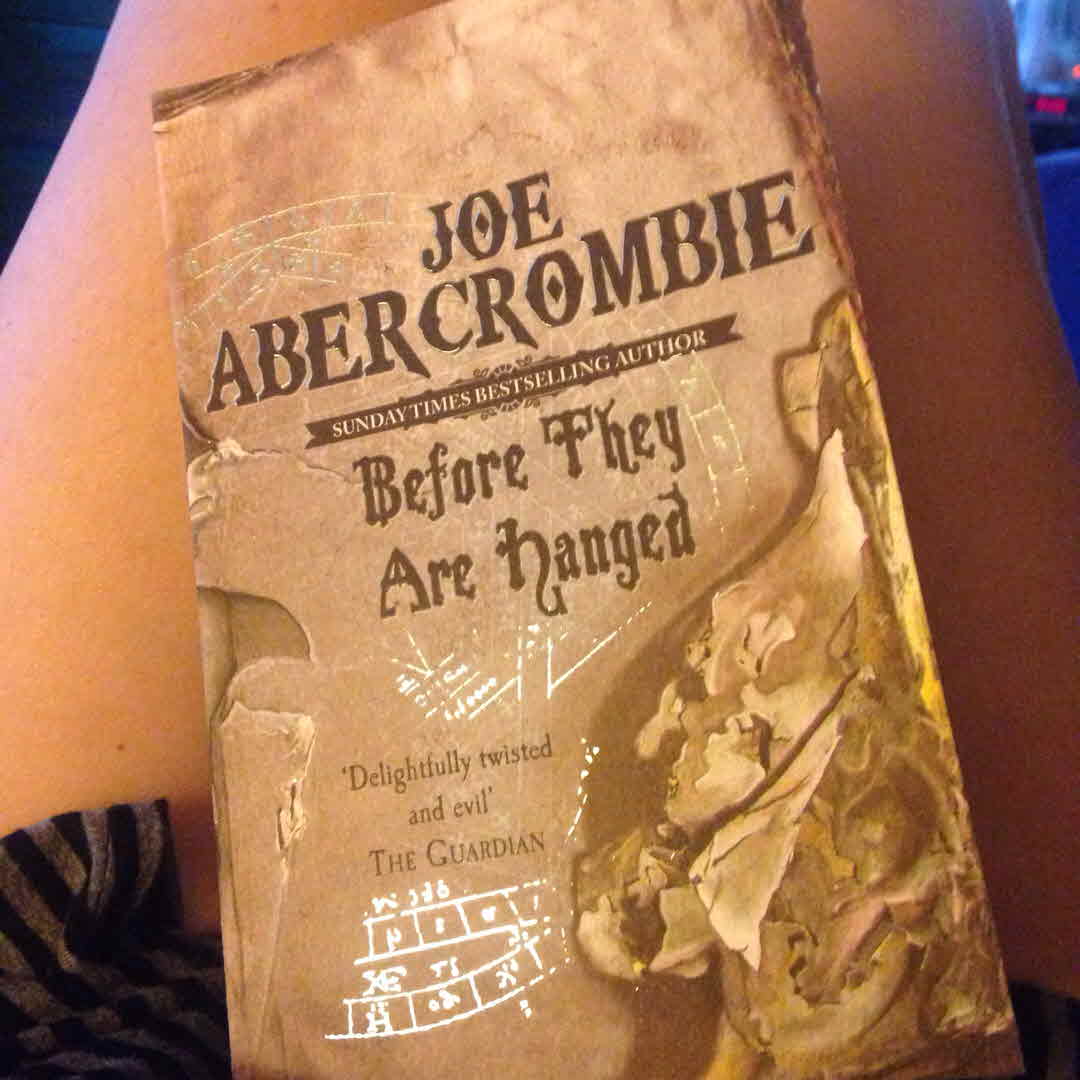 JOE
ABERCROMBIE
SUNDAY TIMES BESTSELLING AUTHOR
Before They
Are Hanged
'Delightfully twisted
and evil'
THE GUARDIAN